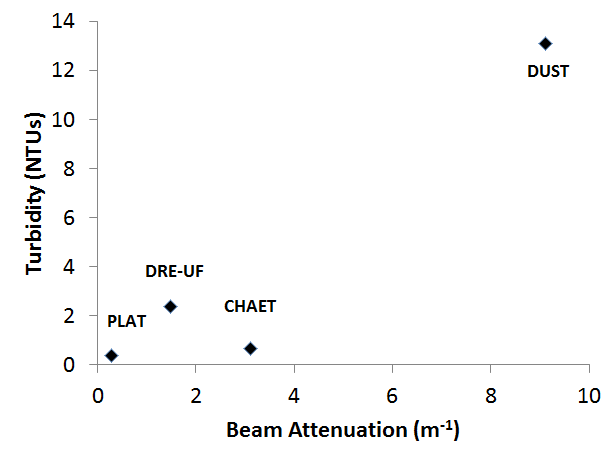 14
12
10
8
6
4
2
0
Turbidity (NTUs)
DUST
DRE-UF
PLAT
CHAET
0 2 4 6 8 10
Beam Attenuation (m⁻¹)